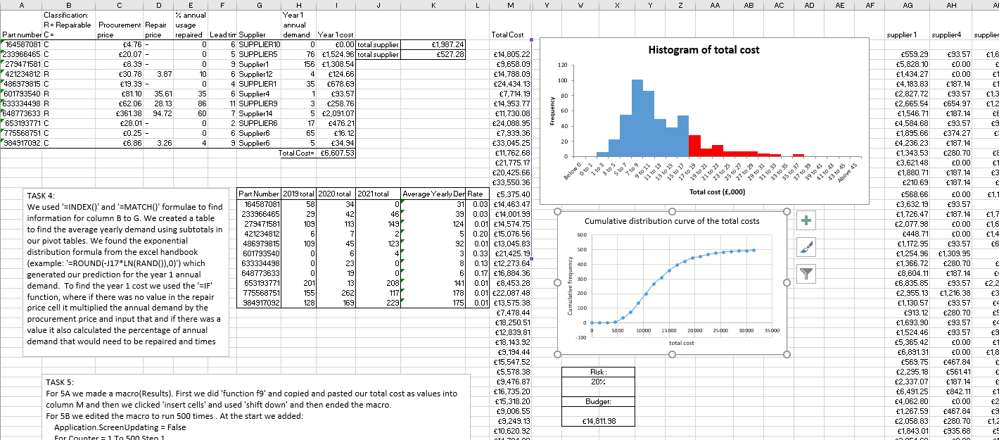 A B C D E F G H I J K L M V W X Y Z AA AB AC AD AE AF AG AH
Classification: % annual Year 1
R = Repairable Procurement Repair usage annual
Part number C = price price repaired Lead tim Supplier demand Year 1 cost Total Cost supplier 1 supplier4 supplier
164587081 C £4.76 - 0 6 SUPPLIER10 0 £0.00 total supplier £1,987.24
233966465 C £20.07 - 0 5 SUPPLIER5 76 £1,524.96 total supplier £527.28 £14,805.22 £559.29 £93.57 £1,6
279471581 C £8.39 - 0 9 Supplier1 156 £1,308.54 £9,658.09 £5,828.10 £0.00 £
421234812 R £30.78 3.87 10 6 Supplier12 4 £124.66 £14,788.09 £1,434.27 £0.00 £1
486979815 C £19.39 - 0 4 SUPPLIER1 35 £678.69 £24,434.13 £4,183.83 £187.14 £
601793540 R £81.10 35.61 35 6 Supplier4 1 £93.57 £7,714.19 £2,827.72 £93.57 £1,3
633334498 R £62.06 28.13 86 11 SUPPLIER9 3 £258.76 £14,953.77 £2,665.54 £654.97 £1,2
648773633 R £361.38 94.72 60 7 Supplier14 5 £2,091.07 £11,730.08 £1,546.71 £187.14 £6
653193771 C £28.01 - 0 2 SUPPLIER6 17 £476.21 £24,088.95 £4,584.68 £93.57 £9
775568751 C £0.25 - 0 6 Supplier6 65 £16.12 £7,939.36 £1,895.66 £374.27 £3
984917092 C £6.86 3.26 4 9 Supplier6 5 £34.94 £33,045.25 £4,236.23 £187.14
Total Cost= £6,607.53 £11,762.68 £1,343.53 £280.70 £8
£21,775.17 £3,621.48 £0.00 £1
£20,425.66 £1,880.71 £187.14 £3
£33,550.36 £210.69 £187.14 £
Histogram of total cost
Frequency
120
100
80
60
40
20
0
Below 0 0 to 1 1 to 3 3 to 5 5 to 7 7 to 9 9 to 11 11 to 13 13 to 15 15 to 17 17 to 19 19 to 21 21 to 23 23 to 25 25 to 27 27 to 29 29 to 31 31 to 33 33 to 35 35 to 37 37 to 39 39 to 41 41 to 43 43 to 45 Above 45
Total cost (£,000)
TASK 4:
We used '=INDEX()' and '=MATCH()' formulae to find
information for column B to G. We created a table
to find the average yearly demand using subtotals in
our pivot tables. We found the exponential
distribution formula from the excel handbook
(example: '=ROUND(-J17*LN(RAND()),0)') which
generated our prediction for the year 1 annual
demand. To find the year 1 cost we used the '=IF'
function, where if there was no value in the repair
price cell it multiplied the annual demand by the
procurement price and input that and if there was a
value it also calculated the percentage of annual
demand that would need to be repaired and times
Part Number 2019 total 2020 total 2021 total Average Yearly Der Rate £5,375.40 £568.66 £0.00 £1,1
164587081 58 34 0 31 0.03 £14,463.47 £3,632.19 £93.57
233966465 29 42 46 39 0.03 £14,001.99 £1,726.47 £187.14 £1,7
279471581 109 113 149 124 0.01 £14,574.75 £2,077.98 £0.00 £1,6
421234812 6 7 2 5 0.20 £15,076.56 £448.71 £0.00 £1,4
486979815 109 45 123 92 0.01 £13,045.83 £1,172.95 £93.57 £6
601793540 0 6 4 3 0.33 £21,425.19 £1,254.96 £1,309.95
633334498 0 23 0 8 0.13 £12,273.64 £1,366.72 £280.70 £
648773633 0 19 0 6 0.17 £16,884.36 £8,604.11 £187.14 £
653193771 201 13 208 141 0.01 £8,453.28 £6,835.85 £93.57 £2,2
775568751 155 262 117 178 0.01 £22,087.48 £2,955.13 £1,216.38 £3
984917092 128 169 229 175 0.01 £13,575.38 £1,130.57 £93.57 £
£7,478.44 £913.12 £280.70 £5
£18,250.51 £1,693.90 £93.57 £
£12,839.81 £1,524.46 £93.57 £9
£18,143.92 £5,365.42 £0.00 £1
£9,194.44 £6,891.31 £0.00 £1,8
£15,547.52 £569.75 £467.84 £
Cumulative distribution curve of the total costs
Cumulative frequency
600
500
400
300
200
100
0
-100
0 5000 10000 15000 20000 25000 30000 35000
total cost
£5,578.38 Risk: £2,295.18 £561.41 £
£9,476.87 20% £2,337.07 £187.14 £
£16,735.20 £6,491.25 £842.11 £1
£15,318.20 Budget: £4,062.80 £0.00 £2
£9,006.55 £1,267.59 £467.84 £9
£9,249.13 £14,811.98 £2,058.83 £280.70 £1,2
£10,620.92 £1,843.01 £935.68 £9
TASK 5:
For 5A we made a macro(Results). First we did 'function f9' and copied and pasted our total cost as values into
column M and then we clicked 'insert cells' and used 'shift down' and then ended the macro.
For 5B we edited the macro to run 500 times . At the start we added:
Application.ScreenUpdating = False
For Counter = 1 To 500 Step 1